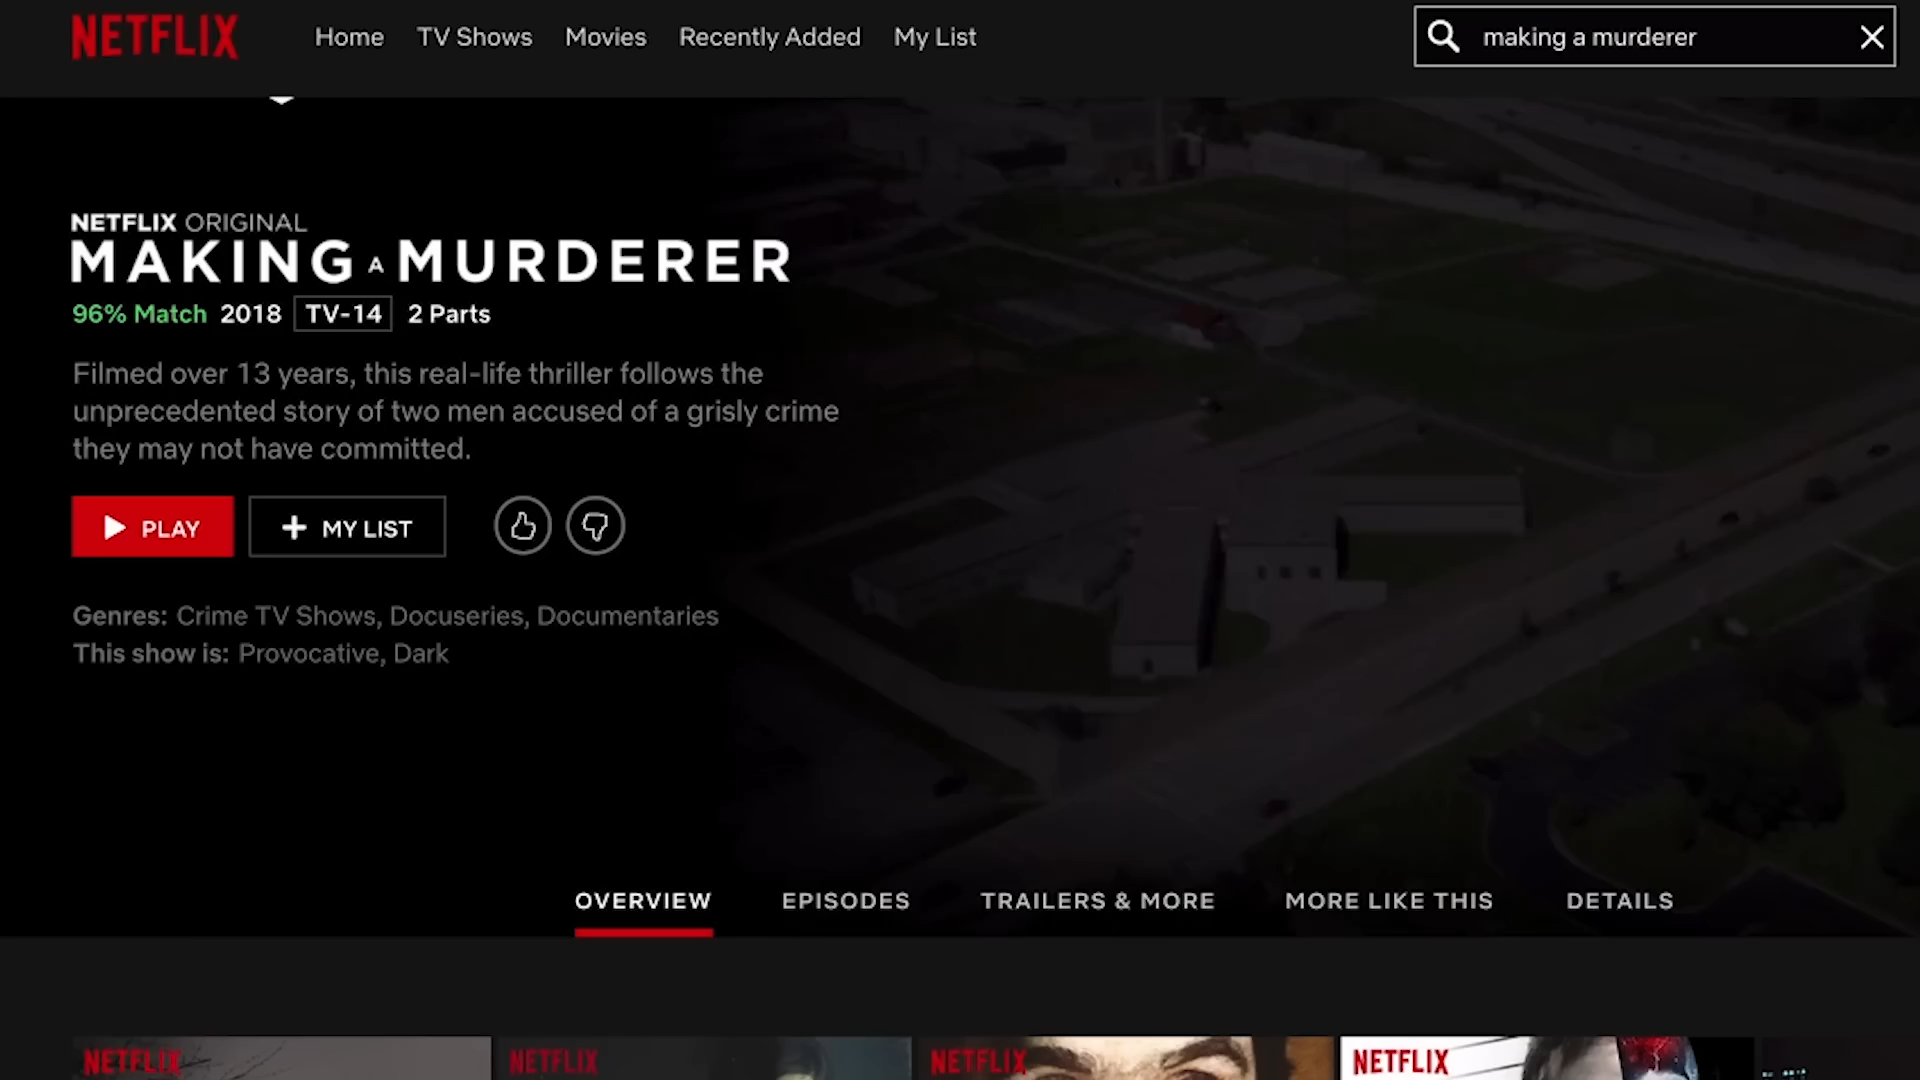 NETFLIX
Home TV Shows Movies Recently Added My List
making a murderer
NETFLIX ORIGINAL
MAKING A MURDERER
96% Match 2018 TV-14 2 Parts
Filmed over 13 years, this real-life thriller follows the
unprecedented story of two men accused of a grisly crime
they may not have committed.
PLAY
MY LIST
Genres: Crime TV Shows, Docuseries, Documentaries
This show is: Provocative, Dark
OVERVIEW EPISODES TRAILERS & MORE MORE LIKE THIS DETAILS
NETFLIX
NETFLIX
NETFLIX
NETFLIX